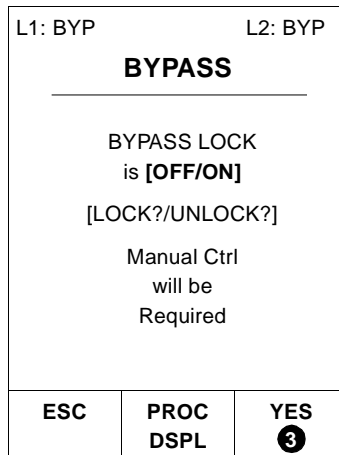 L1: BYP L2: BYP
BYPASS
BYPASS LOCK
is [OFF/ON]
[LOCK?/UNLOCK?]
Manual Ctrl
will be
Required
ESC PROC YES
DSPL 3